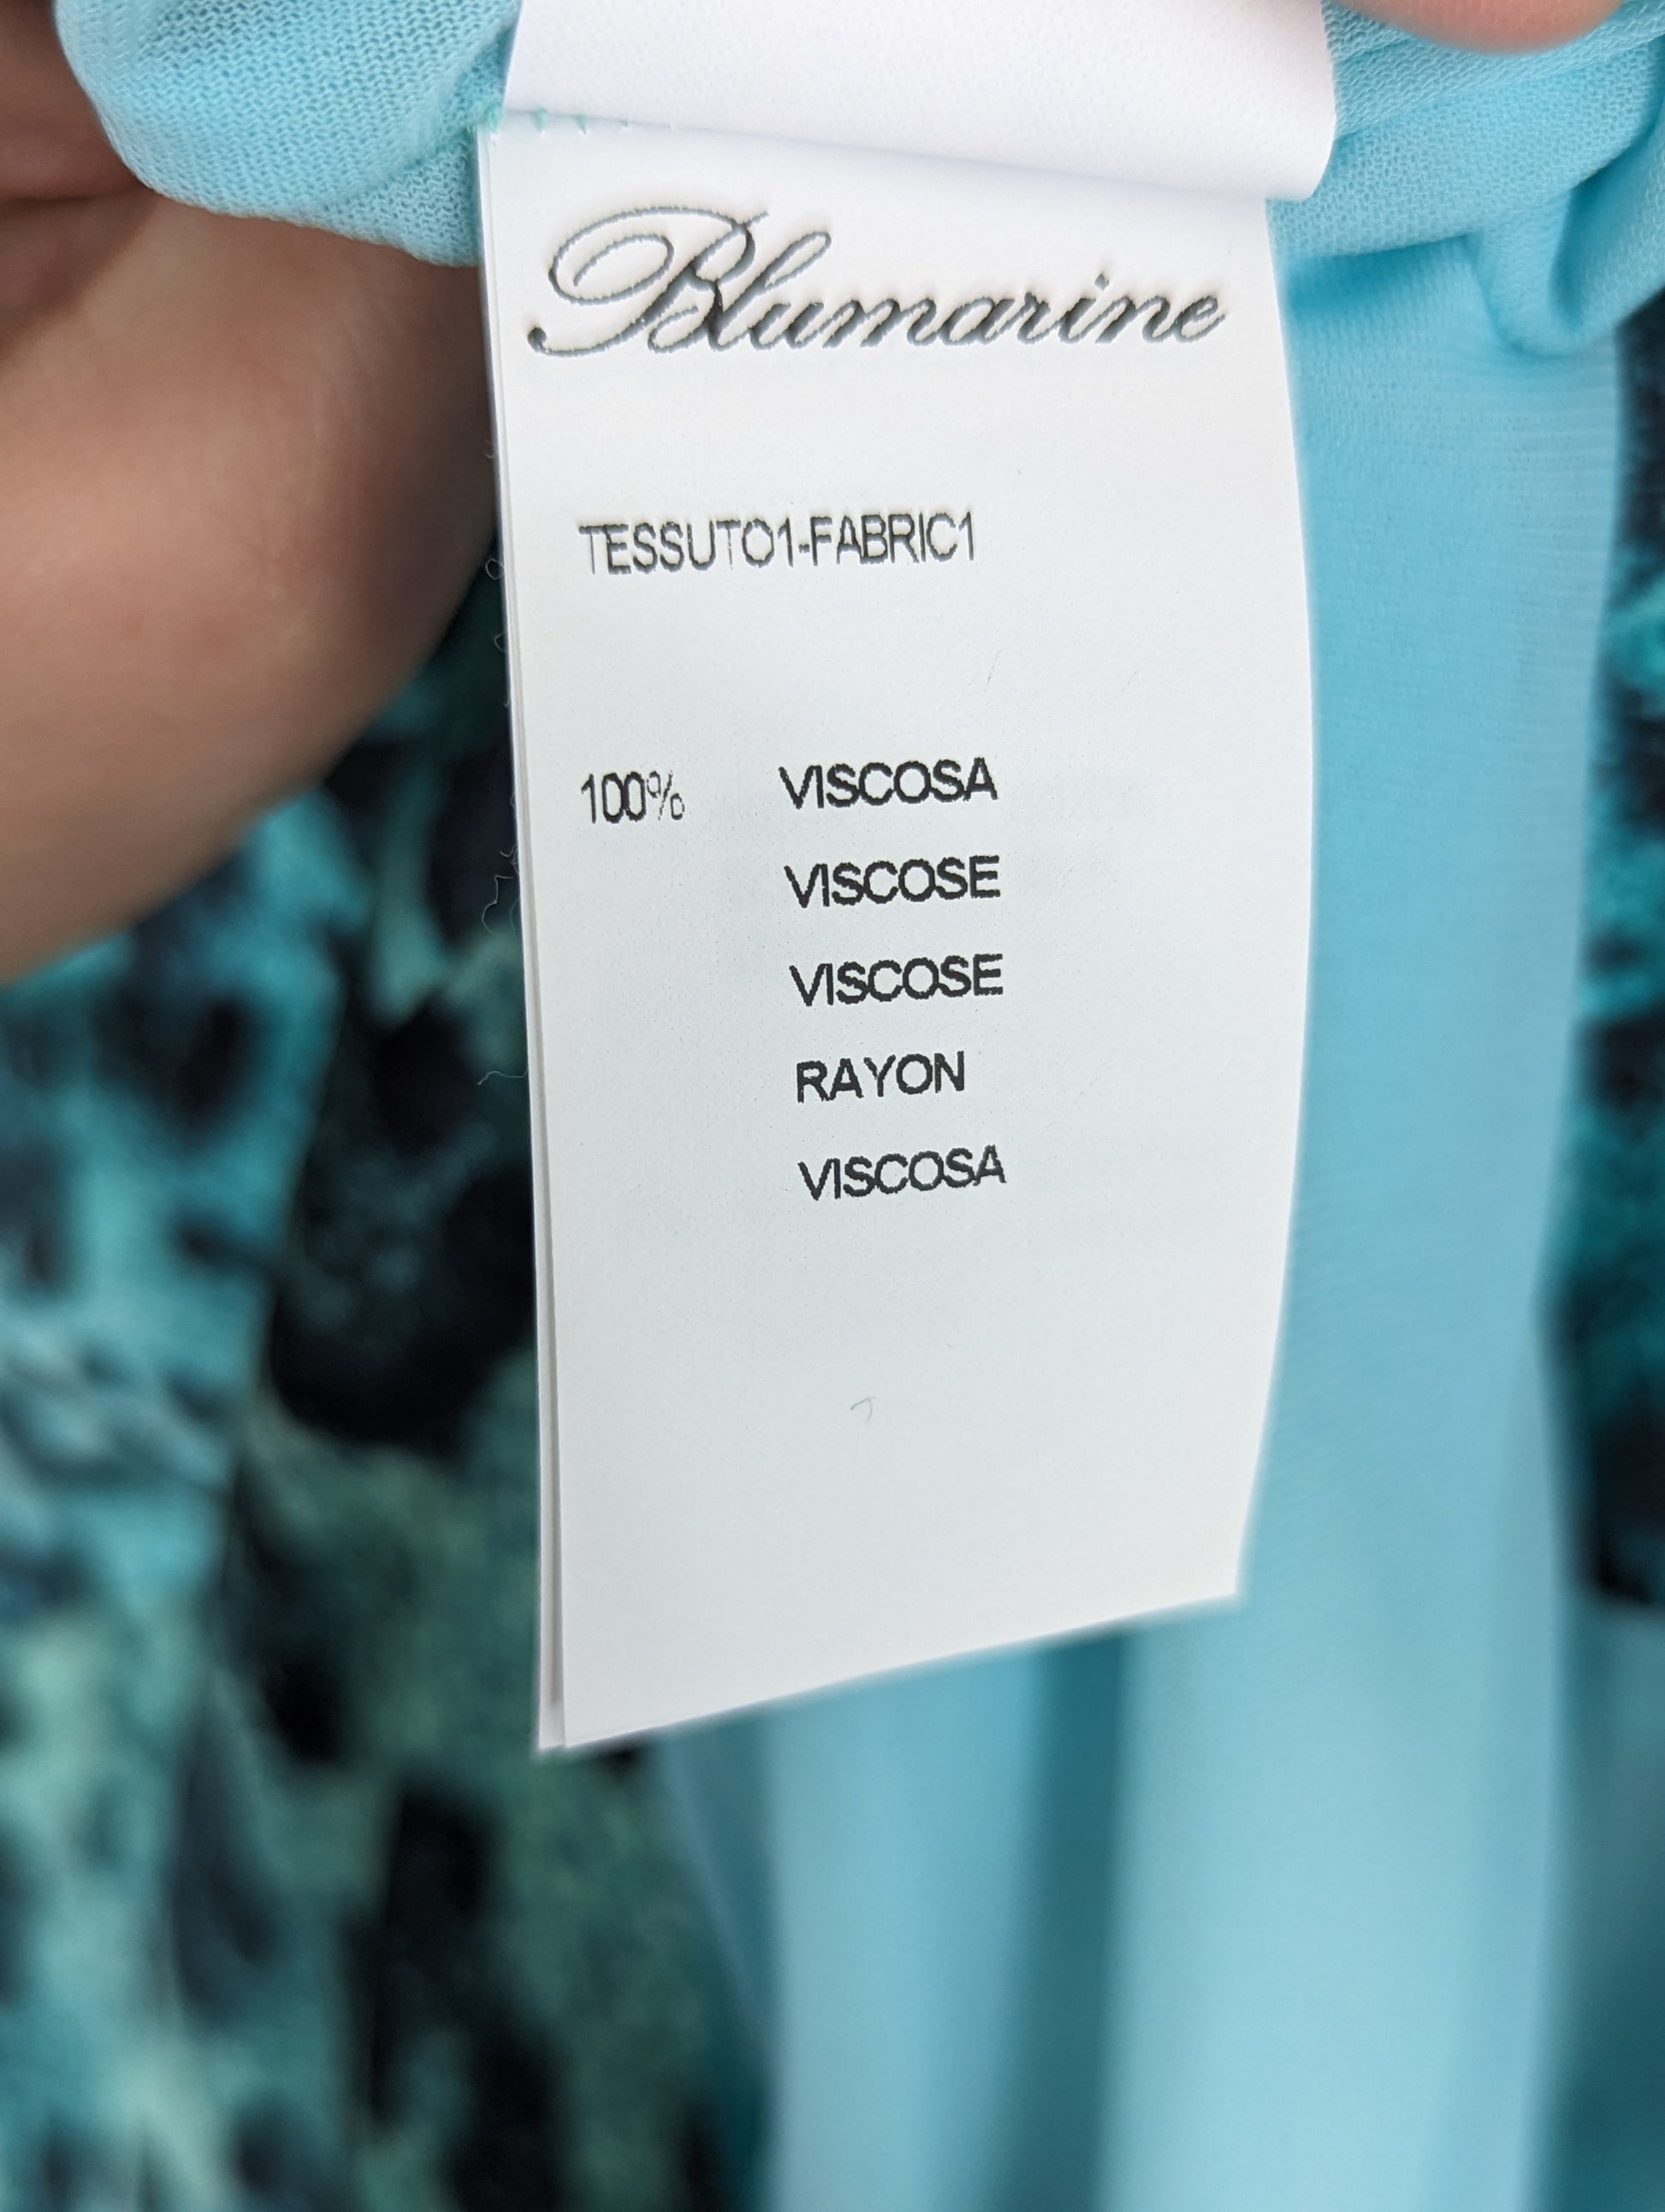 Blumarine
TESSUTO1-FABRIC1
100% VISCOSA
VISCOSE
VISCOSE
RAYON
VISCOSA